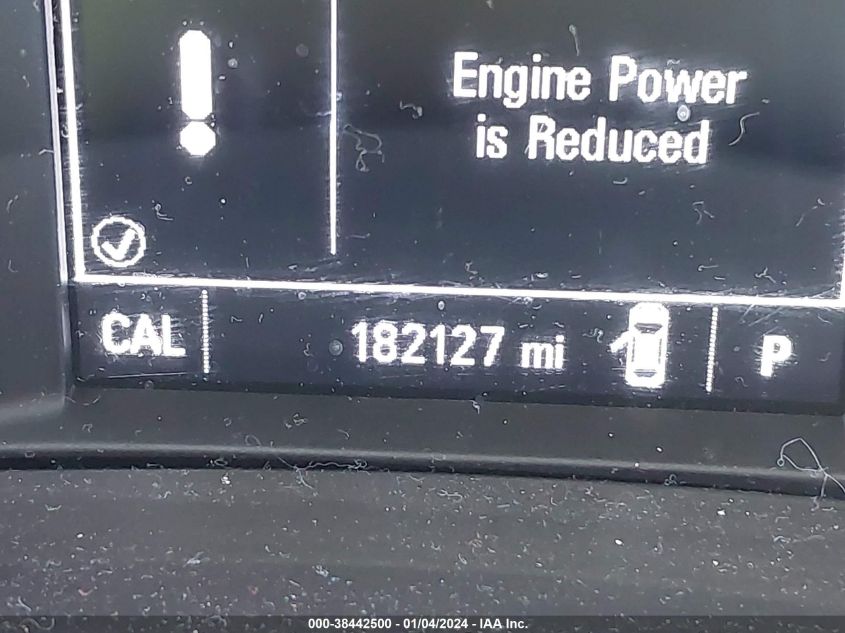 Engine Power
is Reduced
CAL 182127 mi P
000-38442500 - 01/04/2024 - IAA Inc.